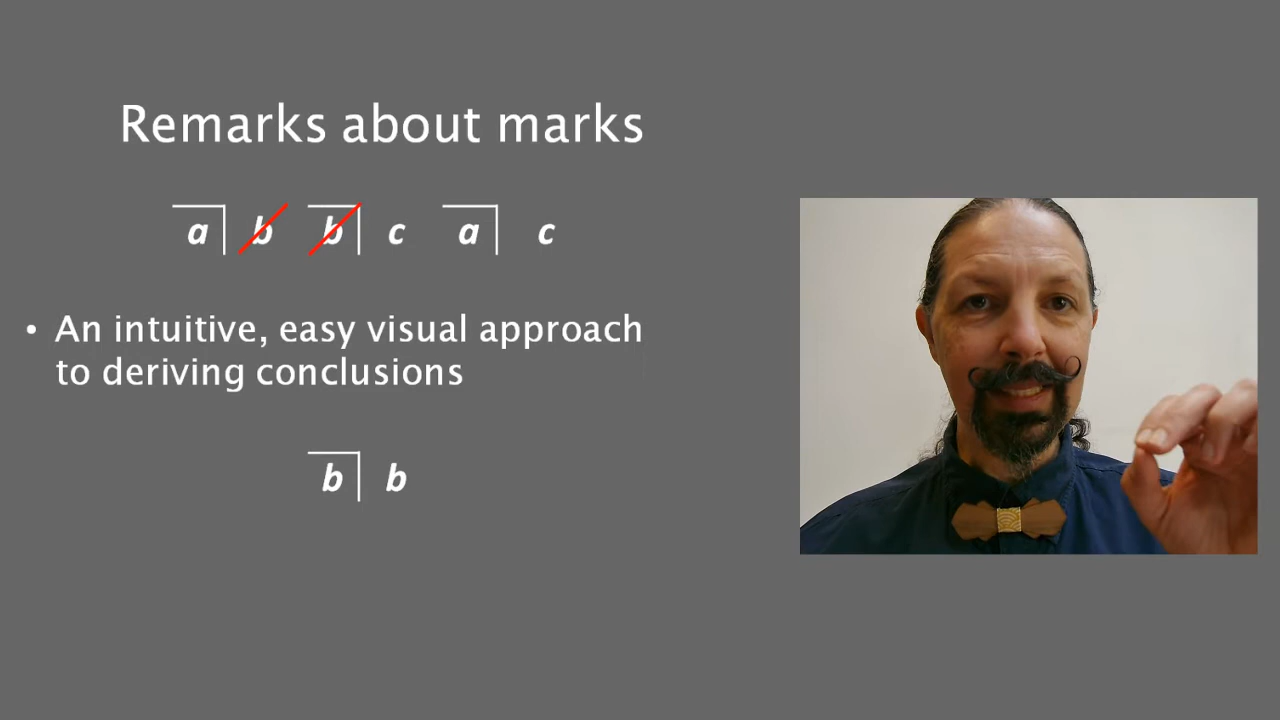 Remarks about marks
a b b c a c
• An intuitive, easy visual approach
to deriving conclusions
b b